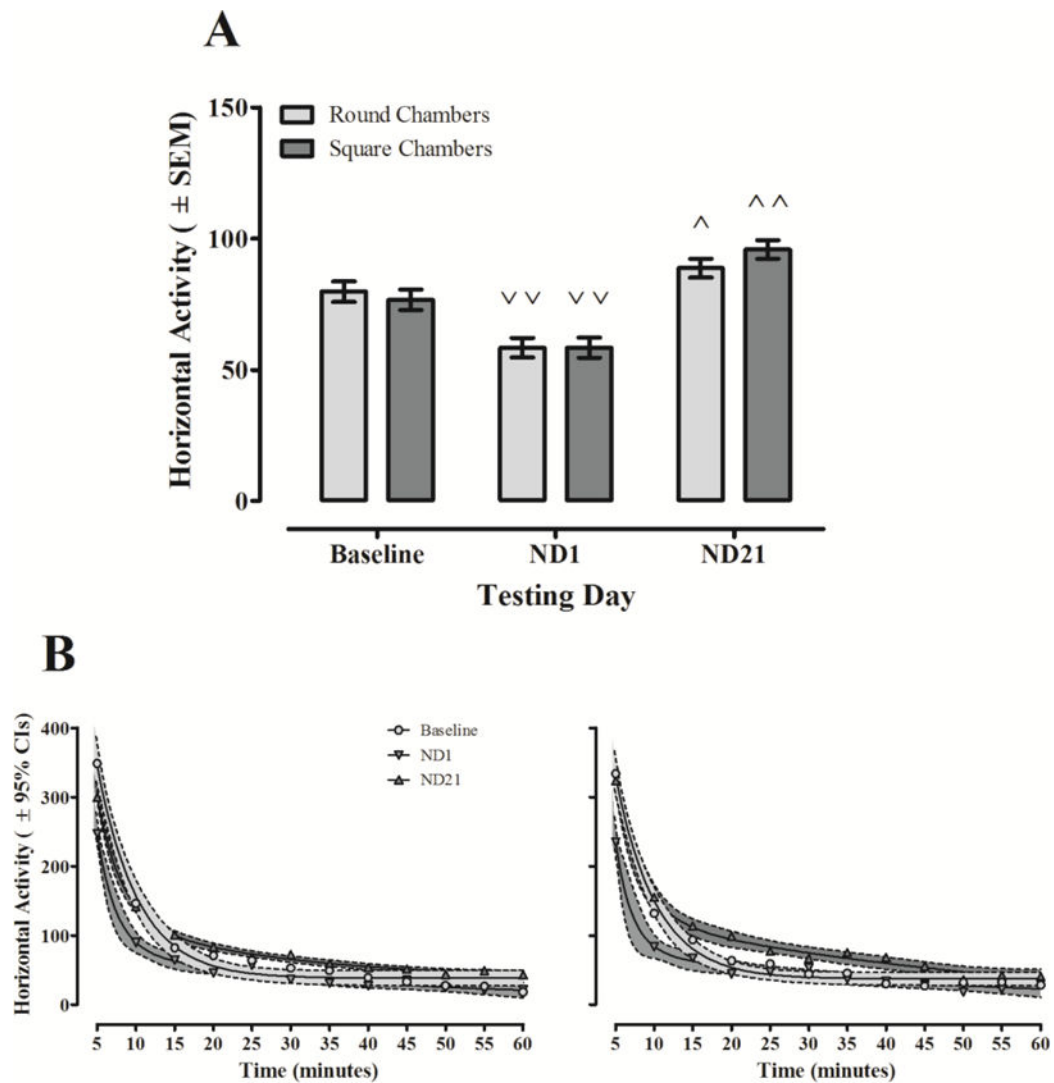 A
Horizontal Activity ( ± SEM)
150
100
50
0
Round Chambers
Square Chambers
^
^ ^
v v
v v
Baseline
ND1
ND21
Testing Day
B
Horizontal Activity ( ± 95% CIs)
400
300
200
100
0
Baseline
ND1
ND21
5 10 15 20 25 30 35 40 45 50 55 60
Time (minutes)
5 10 15 20 25 30 35 40 45 50 55 60
Time (minutes)